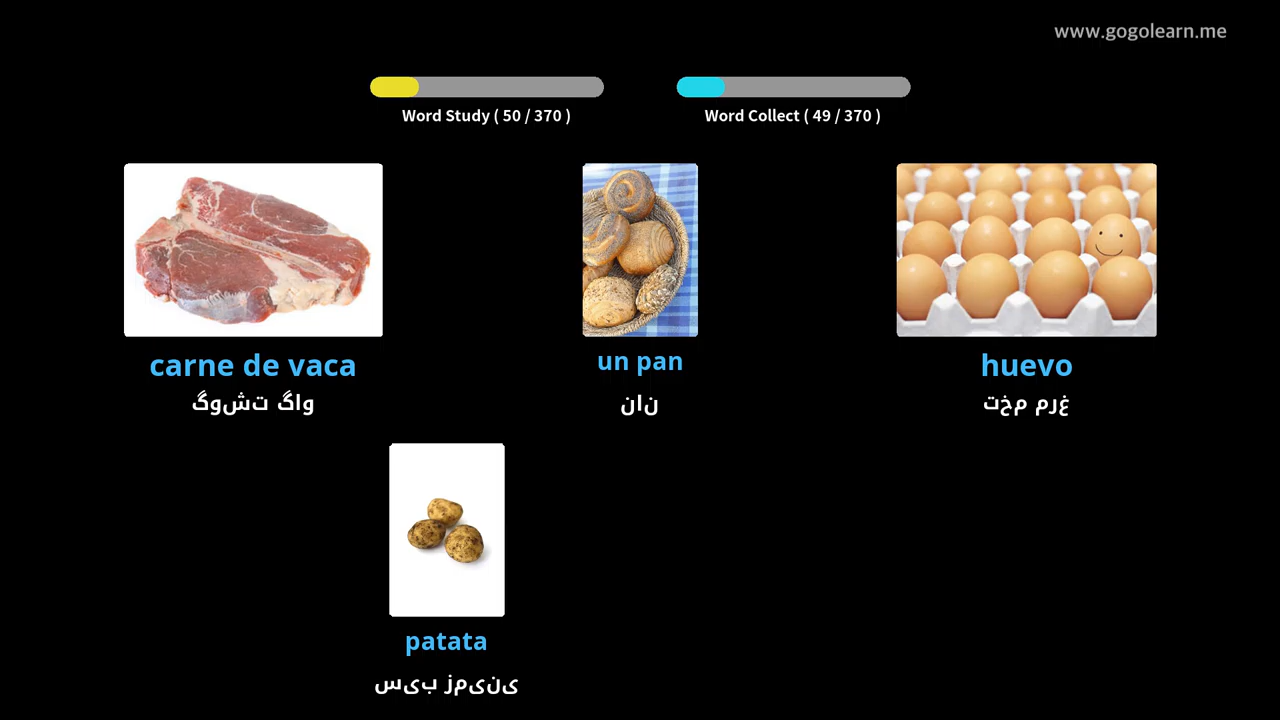 www.gogolearn.me
Word Study ( 50 / 370 )
Word Collect ( 49 / 370 )
carne de vaca
گوشت گاو
un pan
نان
huevo
تخم مرغ
patata
سیب زمینی